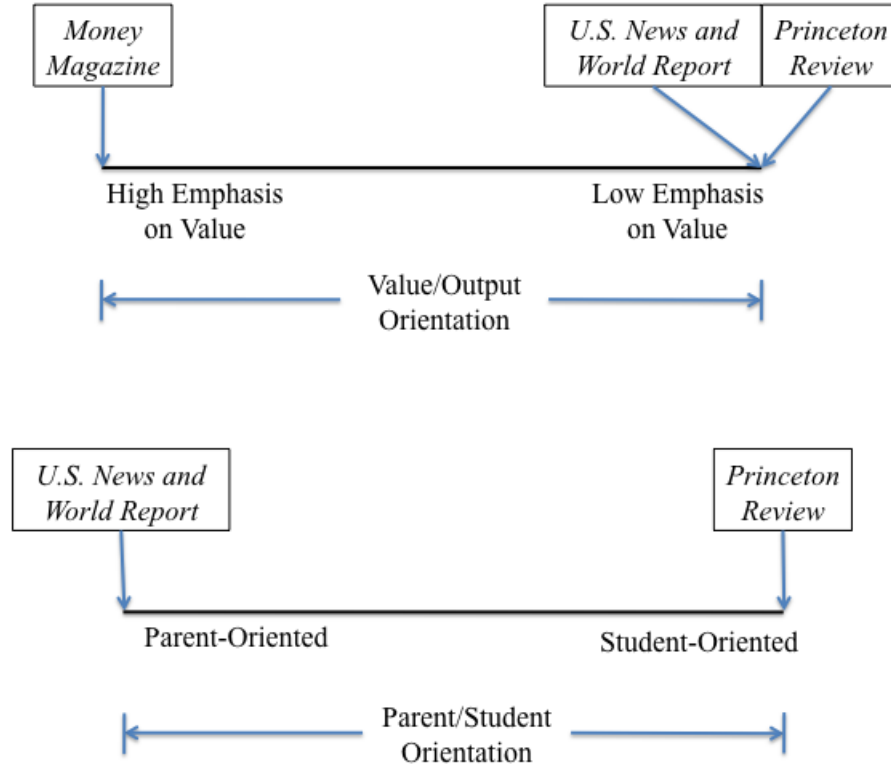 Money
Magazine
U.S. News and
World Report
Princeton
Review
High Emphasis
on Value
Low Emphasis
on Value
Value/Output
Orientation
U.S. News and
World Report
Princeton
Review
Parent-Oriented
Student-Oriented
Parent/Student
Orientation